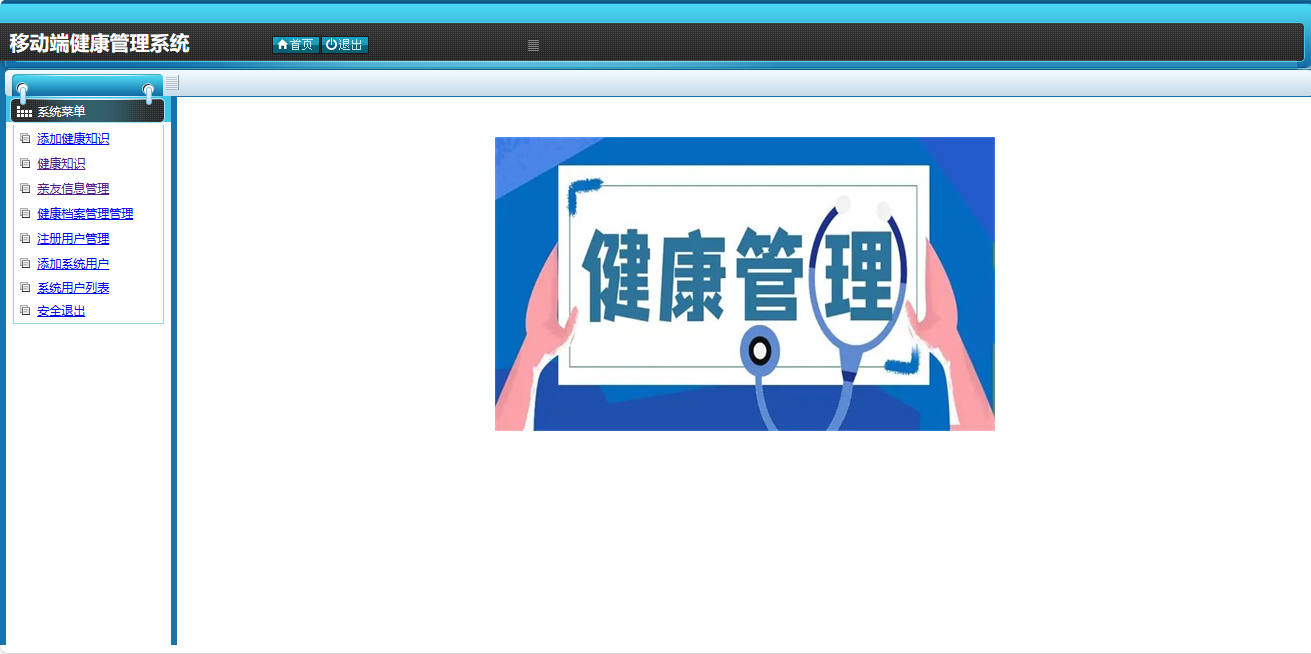 移动端健康管理系统
首页 退出
系统菜单
添加健康知识
健康知识
亲友信息管理
健康档案管理管理
注册用户管理
添加系统用户
系统用户列表
安全退出
健康管理